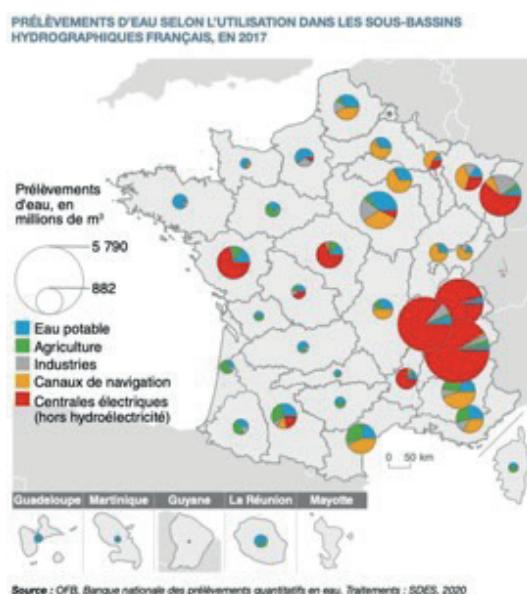 PRÉLÈVEMENTS D'EAU SELON L'UTILISATION DANS LES SOUS-BASSINS
HYDROGRAPHIQUES FRANÇAIS, EN 2017
Prélèvements
d'eau, en
millions de m³
5 790
882
Eau potable
Agriculture
Industries
Canaux de navigation
Centrales électriques
(hors hydroélectricité)
0 50 km
Guadeloupe Martinique Guyane La Réunion Mayotte
Source : OFB, Banque nationale des prélèvements quantitatifs en eau. Traitements : SDES, 2020